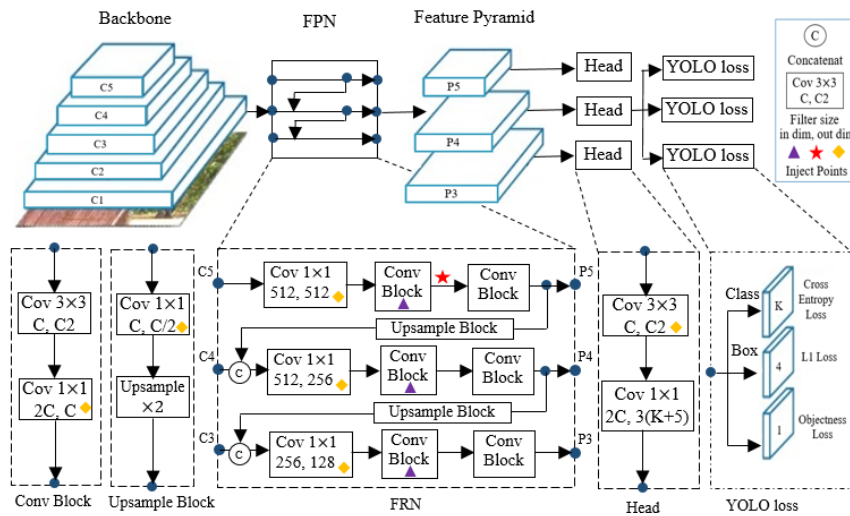 Backbone
FPN
Feature Pyramid
C5
C4
C3
C2
C1
P5
P4
P3
Head
Head
Head
YOLO loss
YOLO loss
YOLO loss
C
Concatenat
Cov 3×3
C, C2
Filter size
in dim, out dim
Inject Points
Cov 3×3
C, C2
Cov 1×1
2C, C
Conv Block
Cov 1×1
C, C/2
Upsample
×2
Upsample Block
C5
Cov 1×1
512, 512
Conv
Block
Conv
Block
P5
Upsample Block
C4
C
Cov 1×1
512, 256
Conv
Block
Conv
Block
P4
Upsample Block
C3
C
Cov 1×1
256, 128
Conv
Block
Conv
Block
P3
FRN
Cov 3×3
C, C2
Cov 1×1
2C, 3(K+5)
Head
Class
K
Cross
Entropy
Loss
Box
4
L1 Loss
1
Objectness
Loss
YOLO loss